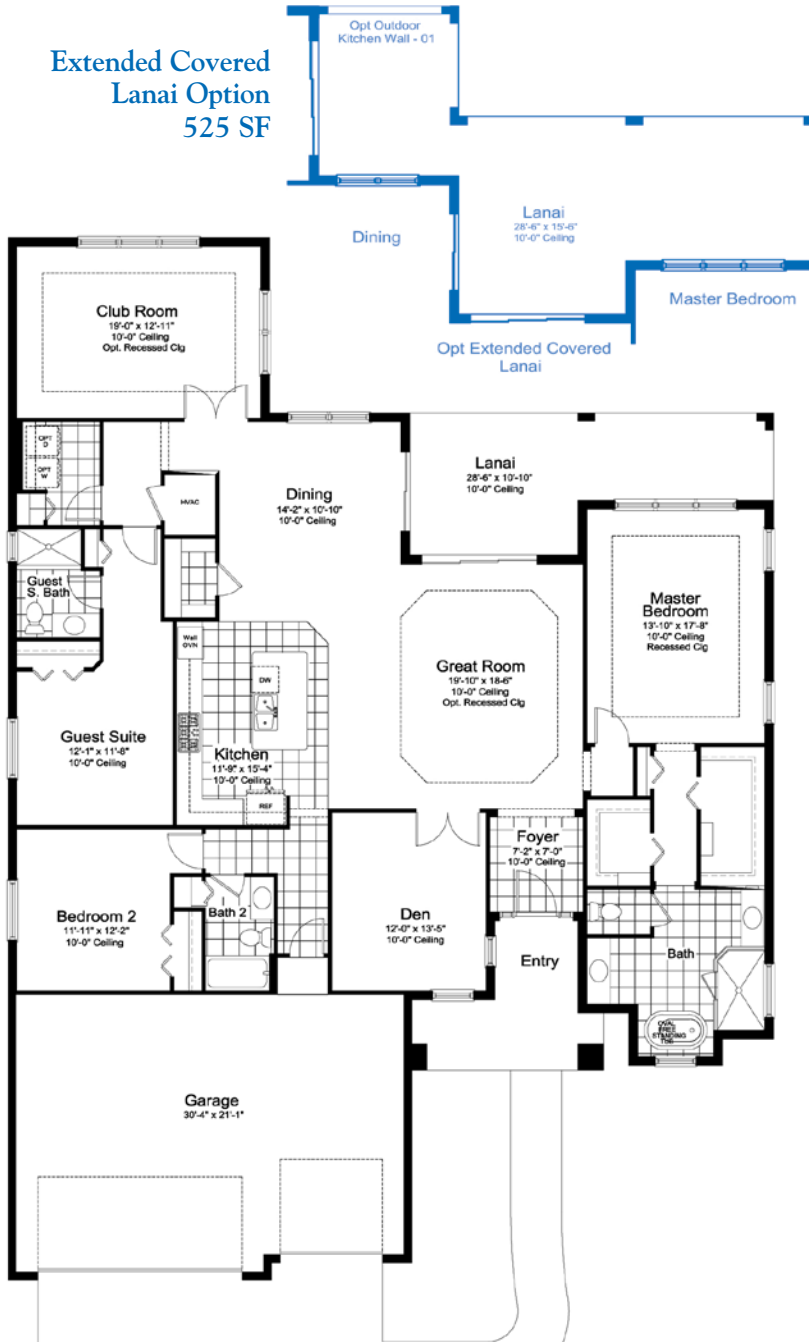 Extended Covered
Lanai Option
525 SF
Opt Outdoor
Kitchen Wall - 01
Lanai
28'-6" x 15'-6"
10'-0" Ceiling
Dining
Master Bedroom
Opt Extended Covered
Lanai
Club Room
19'-0" x 12'-11"
10'-0" Ceiling
Opt. Recessed Clg
OPT
D
OPT
W
HVAC
Dining
14'-2" x 10'-10"
10'-0" Ceiling
Lanai
28'-6" x 10'-10"
10'-0" Ceiling
Guest
S. Bath
Master
Bedroom
13'-10" x 17'-8"
10'-0" Ceiling
Recessed Clg
Wall
OVN
DW
Great Room
19'-10" x 18'-6"
10'-0" Ceiling
Opt. Recessed Clg
Guest Suite
12'-1" x 11'-8"
10'-0" Ceiling
Kitchen
11'-9" x 15'-4"
10'-0" Ceiling
REF
Foyer
7'-2" x 7'-0"
10'-0" Ceiling
Bedroom 2
11'-11" x 12'-2"
10'-0" Ceiling
Bath 2
Den
12'-0" x 13'-5"
10'-0" Ceiling
Entry
Bath
OVAL
FREE
STANDING
TUB
Garage
30'-4" x 21'-1"